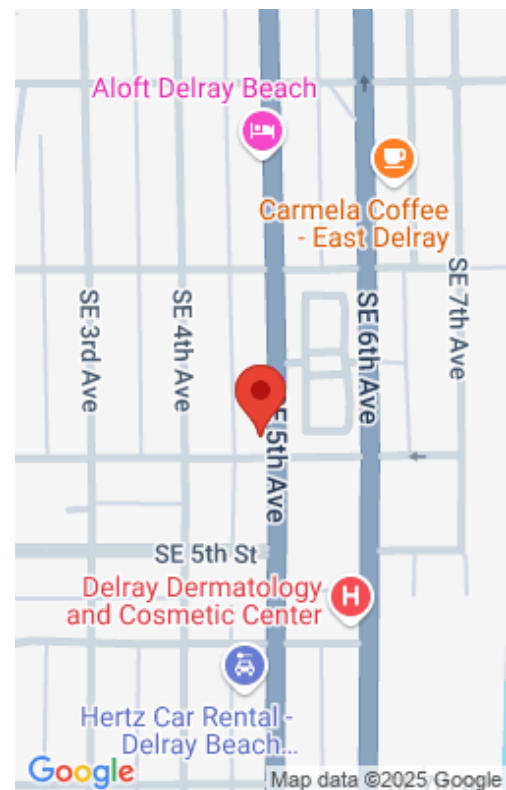 Aloft Delray Beach
Carmela Coffee
- East Delray
SE 3rd Ave
SE 4th Ave
SE 5th Ave
SE 6th Ave
SE 7th Ave
SE 5th St
Delray Dermatology
and Cosmetic Center
H
Hertz Car Rental -
Delray Beach...
Google
Map data ©2025 Google